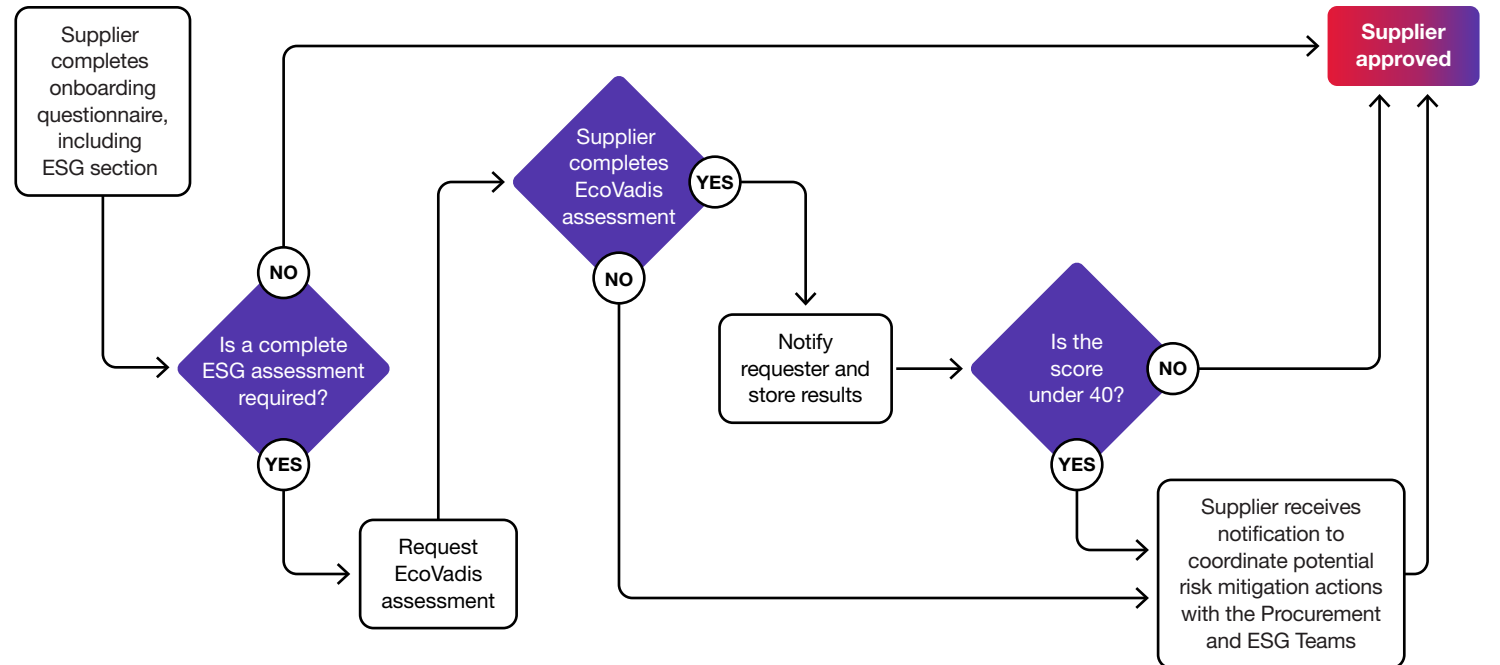 Supplier
completes
onboarding
questionnaire,
including
ESG section
NO
Is a complete
ESG assessment
required?
YES
Request
EcoVadis
assessment
Supplier
completes
EcoVadis
assessment
YES
NO
Notify
requester and
store results
Is the
score
under 40?
NO
YES
Supplier receives
notification to
coordinate potential
risk mitigation actions
with the Procurement
and ESG Teams
Supplier
approved